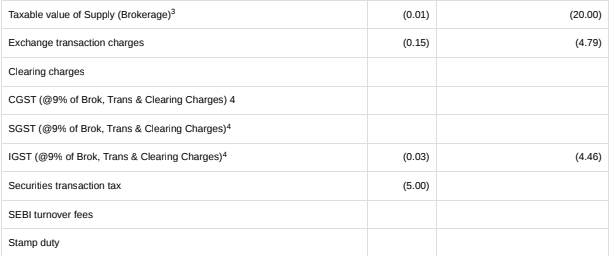 Taxable value of Supply (Brokerage)³ (0.01) (20.00)
Exchange transaction charges (0.15) (4.79)
Clearing charges
CGST (@9% of Brok, Trans & Clearing Charges) 4
SGST (@9% of Brok, Trans & Clearing Charges)⁴
IGST (@9% of Brok, Trans & Clearing Charges)⁴ (0.03) (4.46)
Securities transaction tax (5.00)
SEBI turnover fees
Stamp duty